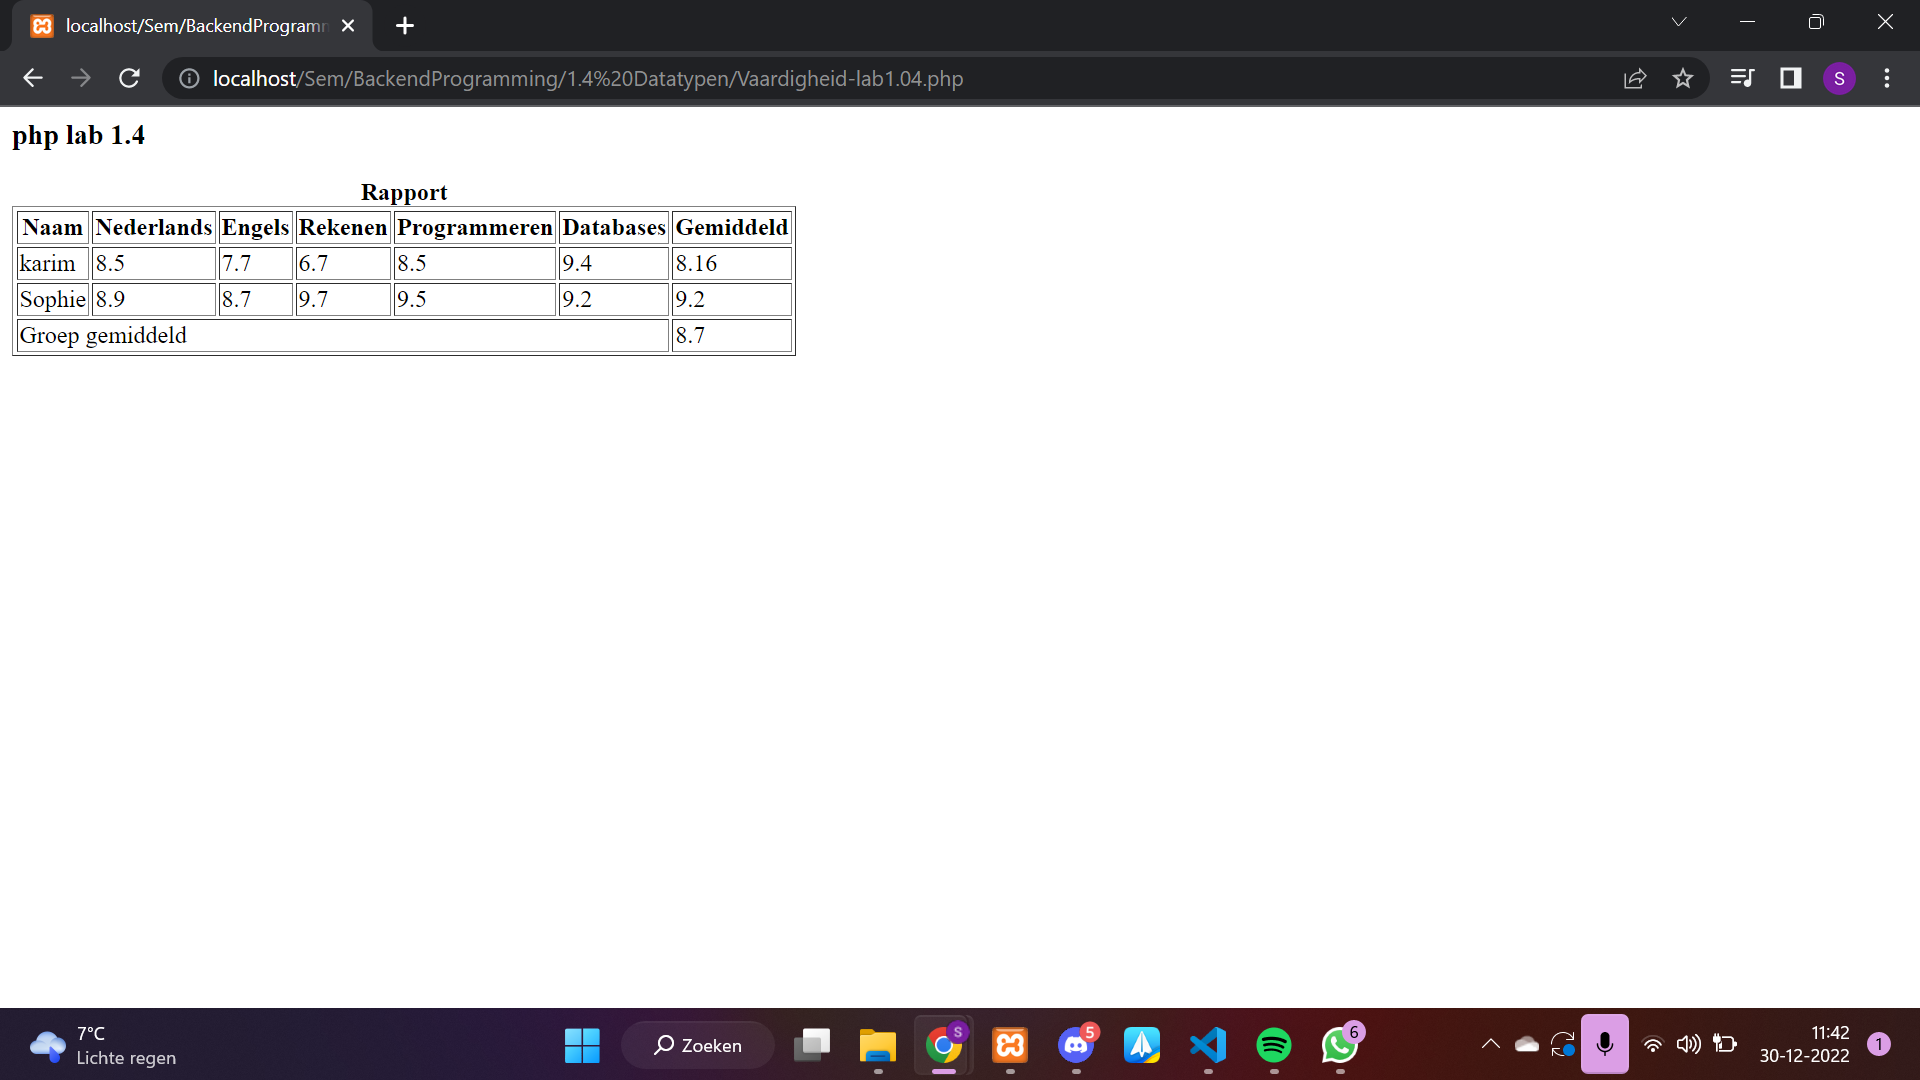 localhost/Sem/BackendProgramm
localhost/Sem/BackendProgramming/1.4%20Datatypen/Vaardigheid-lab1.04.php
S
php lab 1.4
Rapport
Naam Nederlands Engels Rekenen Programmeren Databases Gemiddeld
karim 8.5 7.7 6.7 8.5 9.4 8.16
Sophie 8.9 8.7 9.7 9.5 9.2 9.2
Groep gemiddeld 8.7
7°C
Lichte regen
Zoeken
S
5
6
11:42
30-12-2022
1